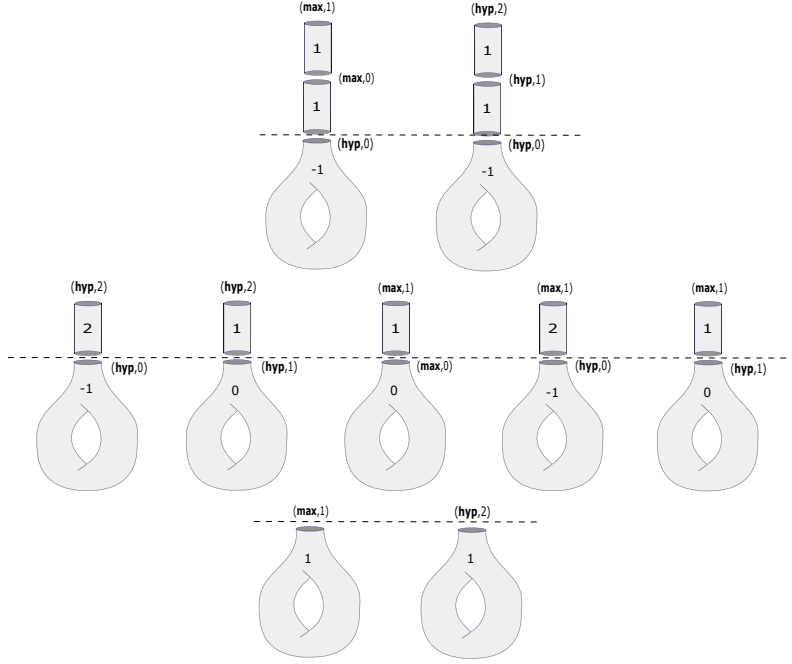 (max,1) (hyp,2)
1 1
(max,0) (hyp,1)
1 1
(hyp,0) (hyp,0)
-1 -1
(hyp,2) (hyp,2) (max,1) (max,1) (max,1)
2 1 1 2 1
(hyp,0) (hyp,1) (max,0) (hyp,0) (hyp,1)
-1 0 0 -1 0
(max,1) (hyp,2)
1 1